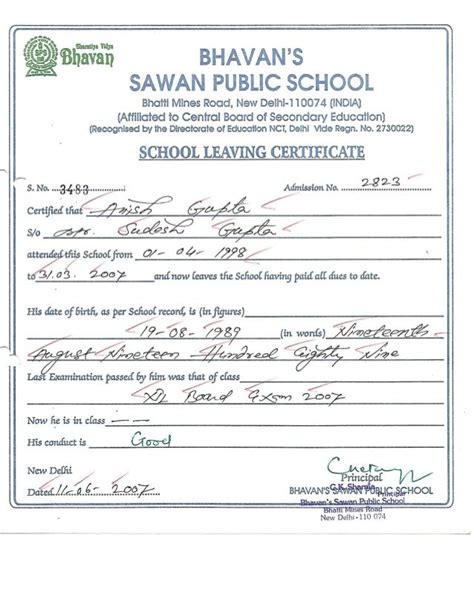 Bharatiya Vidya
Bhavan
BHAVAN'S
SAWAN PUBLIC SCHOOL
Bhatti Mines Road, New Delhi-110074 (INDIA)
(Affiliated to Central Board of Secondary Education)
(Recognised by the Directorate of Education NCT, Delhi Vide Regn. No. 2730022)
SCHOOL LEAVING CERTIFICATE
S. No. 3483 Admission No. 2823
Certified that Anish Gupta
S/o Sudesh Gupta
attended this School from 01-04-1998
to 31.03.2007 and now leaves the School having paid all dues to date.
His date of birth, as per School record, is (in figures)
19-08-1989 (in words) Nineteenth
August Nineteen Hundred Eighty Nine
Last Examination passed by him was that of class
XII Board Exam 2007
Now he is in class —
His conduct is Good
New Delhi
Principal
G.K. Sharma
Dated 11-06-2007 BHAVAN'S SAWAN PUBLIC SCHOOL
Principal
Bhavan's Sawan Public School
Bhatti Mines Road
New Delhi-110 074